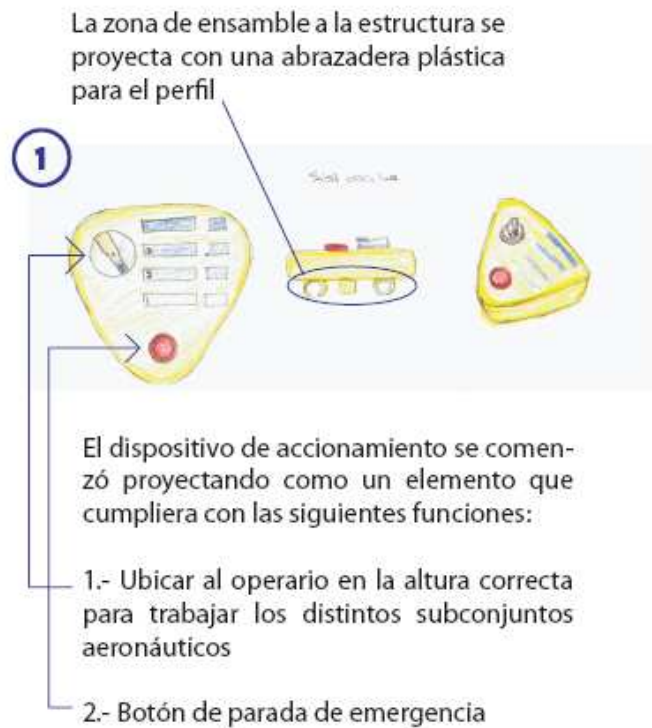 La zona de ensamble a la estructura se
proyecta con una abrazadera plástica
para el perfil
1
El dispositivo de accionamiento se comen-
zó proyectando como un elemento que
cumpliera con las siguientes funciones:
1.- Ubicar al operario en la altura correcta
para trabajar los distintos subconjuntos
aeronáuticos
2.- Botón de parada de emergencia